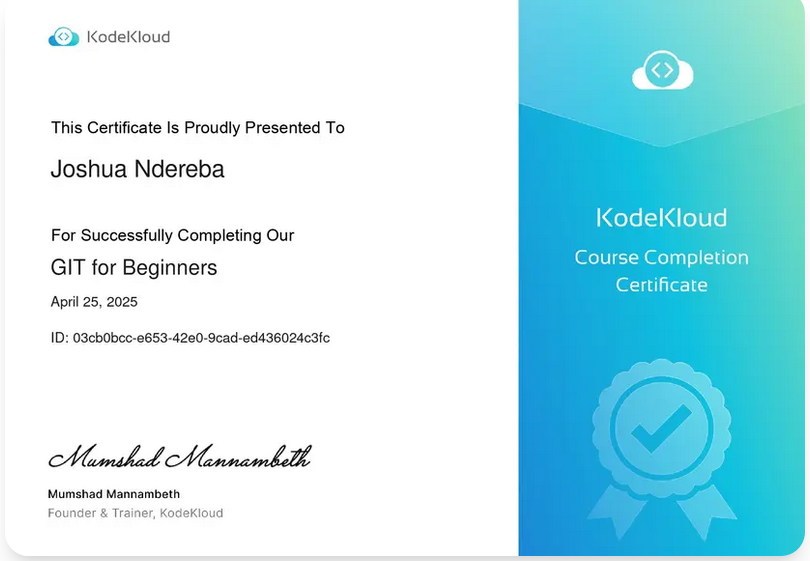 KodeKloud
This Certificate Is Proudly Presented To
Joshua Ndereba
For Successfully Completing Our
GIT for Beginners
April 25, 2025
ID: 03cb0bcc-e653-42e0-9cad-ed436024c3fc
Mumshad Mannambeth
Mumshad Mannambeth
Founder & Trainer, KodeKloud
KodeKloud
Course Completion
Certificate